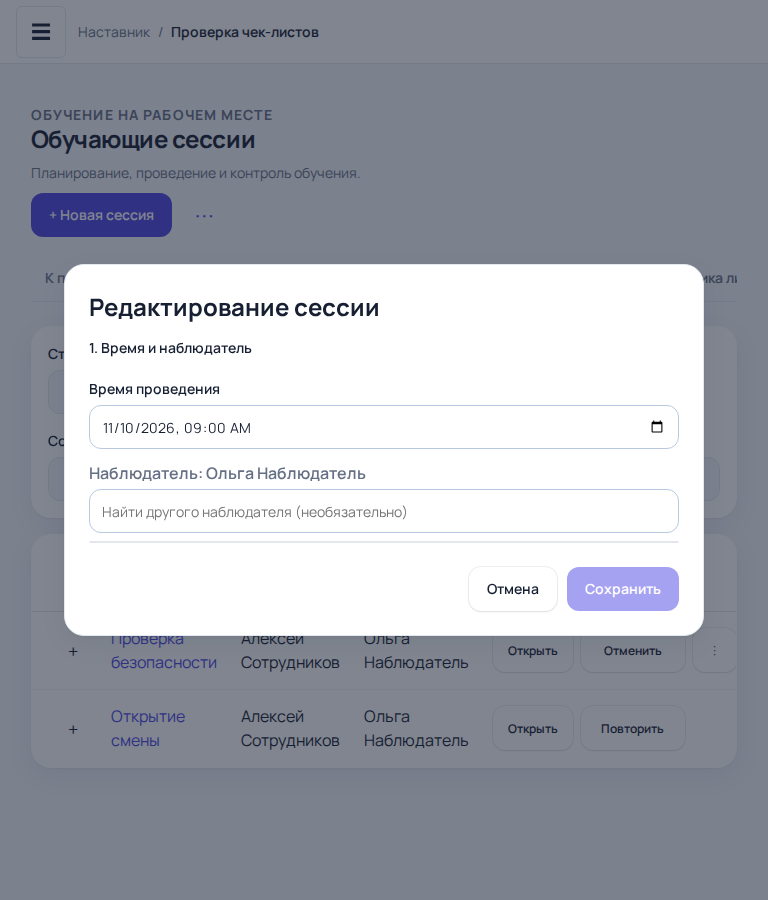 ☰ Наставник / Проверка чек-листов
ОБУЧЕНИЕ НА РАБОЧЕМ МЕСТЕ
Обучающие сессии
Планирование, проведение и контроль обучения.
+ Новая сессия ...
Редактирование сессии
1. Время и наблюдатель
Время проведения
11/10/2026, 09:00 AM
Наблюдатель: Ольга Наблюдатель
Найти другого наблюдателя (необязательно)
Отмена Сохранить
+ Проверка безопасности Алексей Сотрудников Ольга Наблюдатель Открыть Отменить ⋮
+ Открытие смены Алексей Сотрудников Ольга Наблюдатель Открыть Повторить